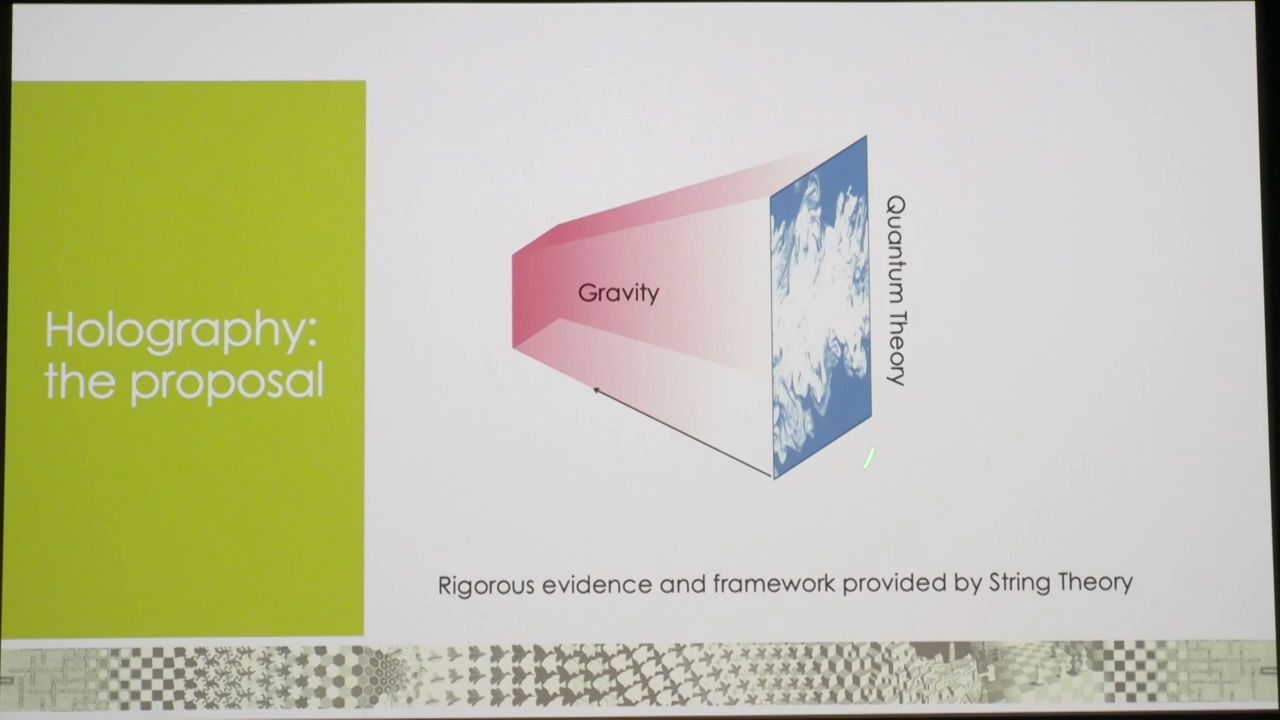 Holography:
the proposal
Gravity
Quantum Theory
Rigorous evidence and framework provided by String Theory